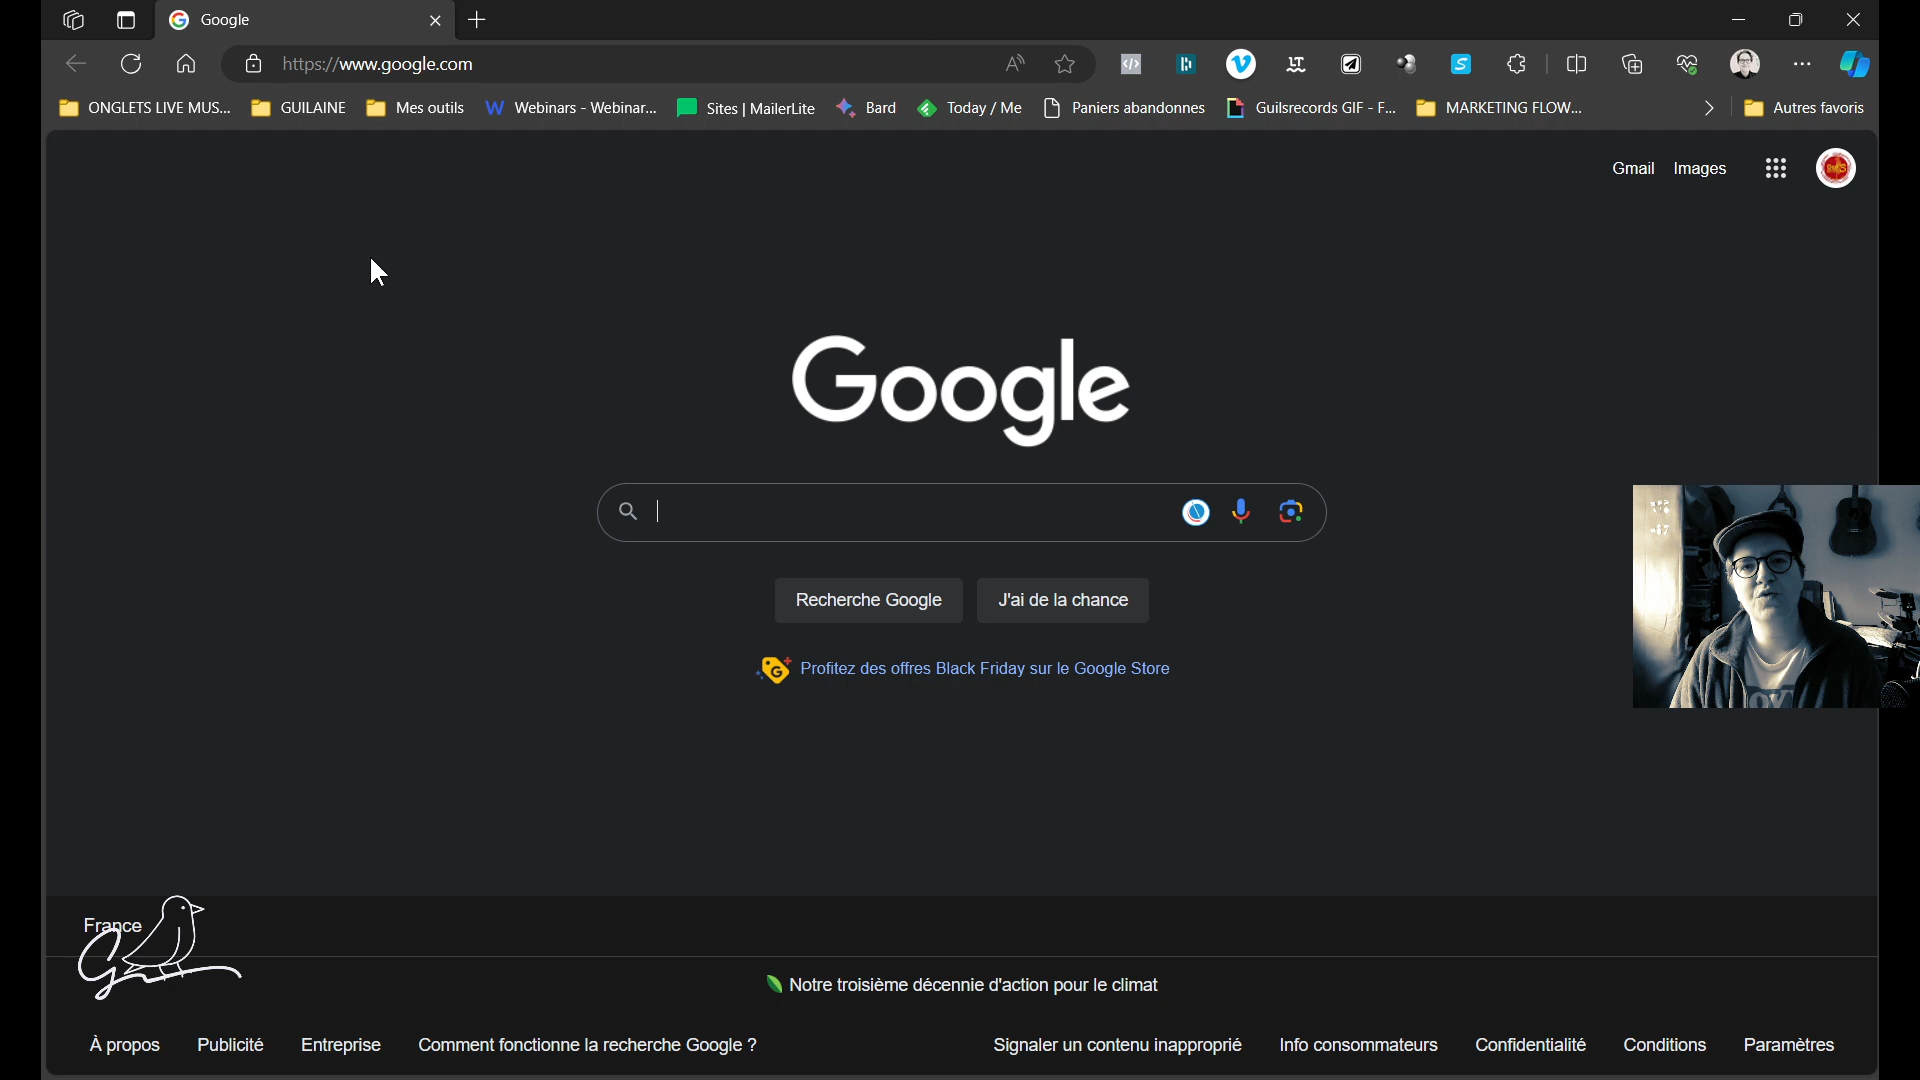 Google
https://www.google.com
ONGLETS LIVE MUS... GUILAINE Mes outils Webinars - Webinar... Sites | MailerLite Bard Today / Me Paniers abandonnes Guilsrecords GIF - F... MARKETING FLOW... Autres favoris
Gmail Images
Google
Recherche Google J'ai de la chance
Profitez des offres Black Friday sur le Google Store
France
Notre troisième décennie d'action pour le climat
À propos Publicité Entreprise Comment fonctionne la recherche Google ? Signaler un contenu inapproprié Info consommateurs Confidentialité Conditions Paramètres